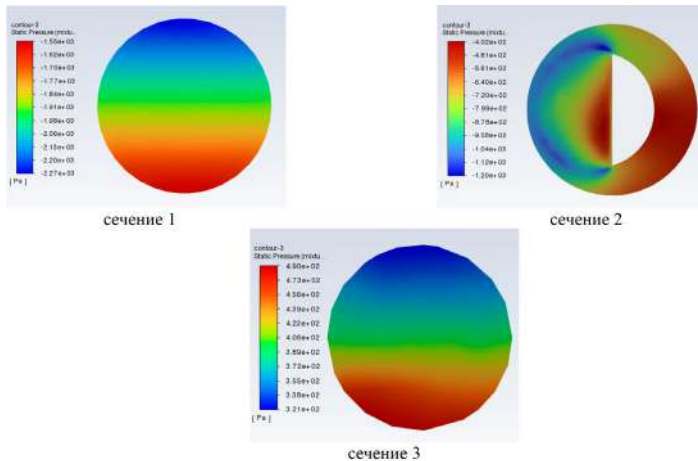 contour-3
Static Pressure (mixtu..
-1.55e+03
-1.62e+03
-1.70e+03
-1.77e+03
-1.84e+03
-1.91e+03
-1.98e+03
-2.06e+03
-2.13e+03
-2.20e+03
-2.27e+03
[ Pa ]
сечение 1
contour-3
Static Pressure (mixtu..
-4.02e+02
-4.81e+02
-5.61e+02
-6.40e+02
-7.20e+02
-7.99e+02
-8.78e+02
-9.58e+02
-1.04e+03
-1.12e+03
-1.20e+03
[ Pa ]
сечение 2
contour-3
Static Pressure (mixtu..
4.90e+02
4.73e+02
4.56e+02
4.39e+02
4.22e+02
4.06e+02
3.89e+02
3.72e+02
3.55e+02
3.38e+02
3.21e+02
[ Pa ]
сечение 3